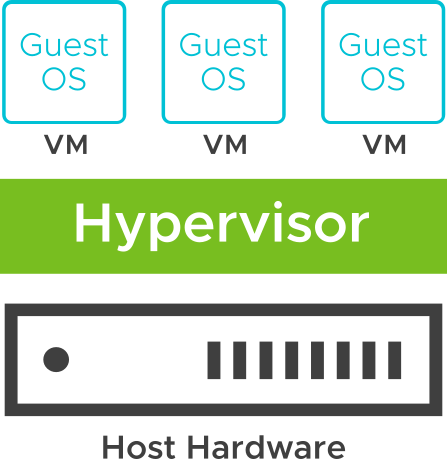 Guest Guest Guest
OS OS OS
VM VM VM
Hypervisor
Host Hardware